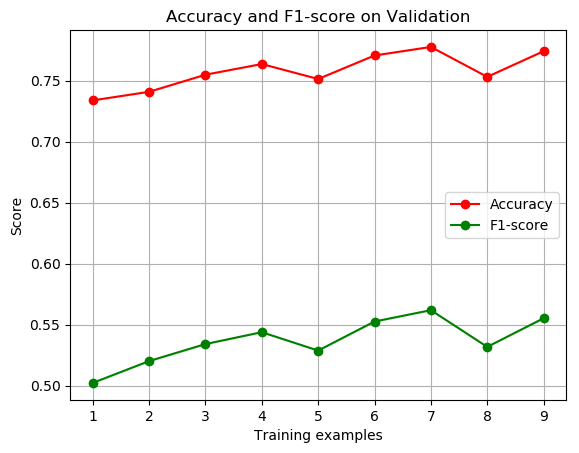 Accuracy and F1-score on Validation
Score
0.75
0.70
0.65
0.60
0.55
0.50
Accuracy
F1-score
1 2 3 4 5 6 7 8 9
Training examples